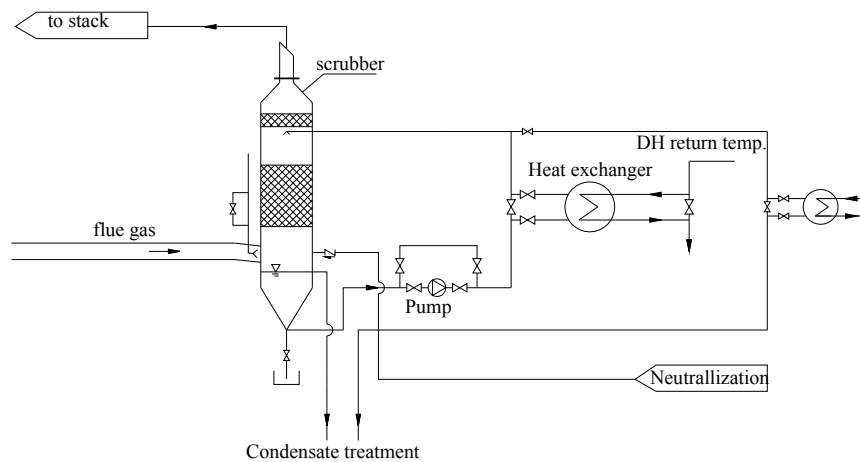 to stack
scrubber
DH return temp.
Heat exchanger
flue gas
Pump
Neutrallization
Condensate treatment